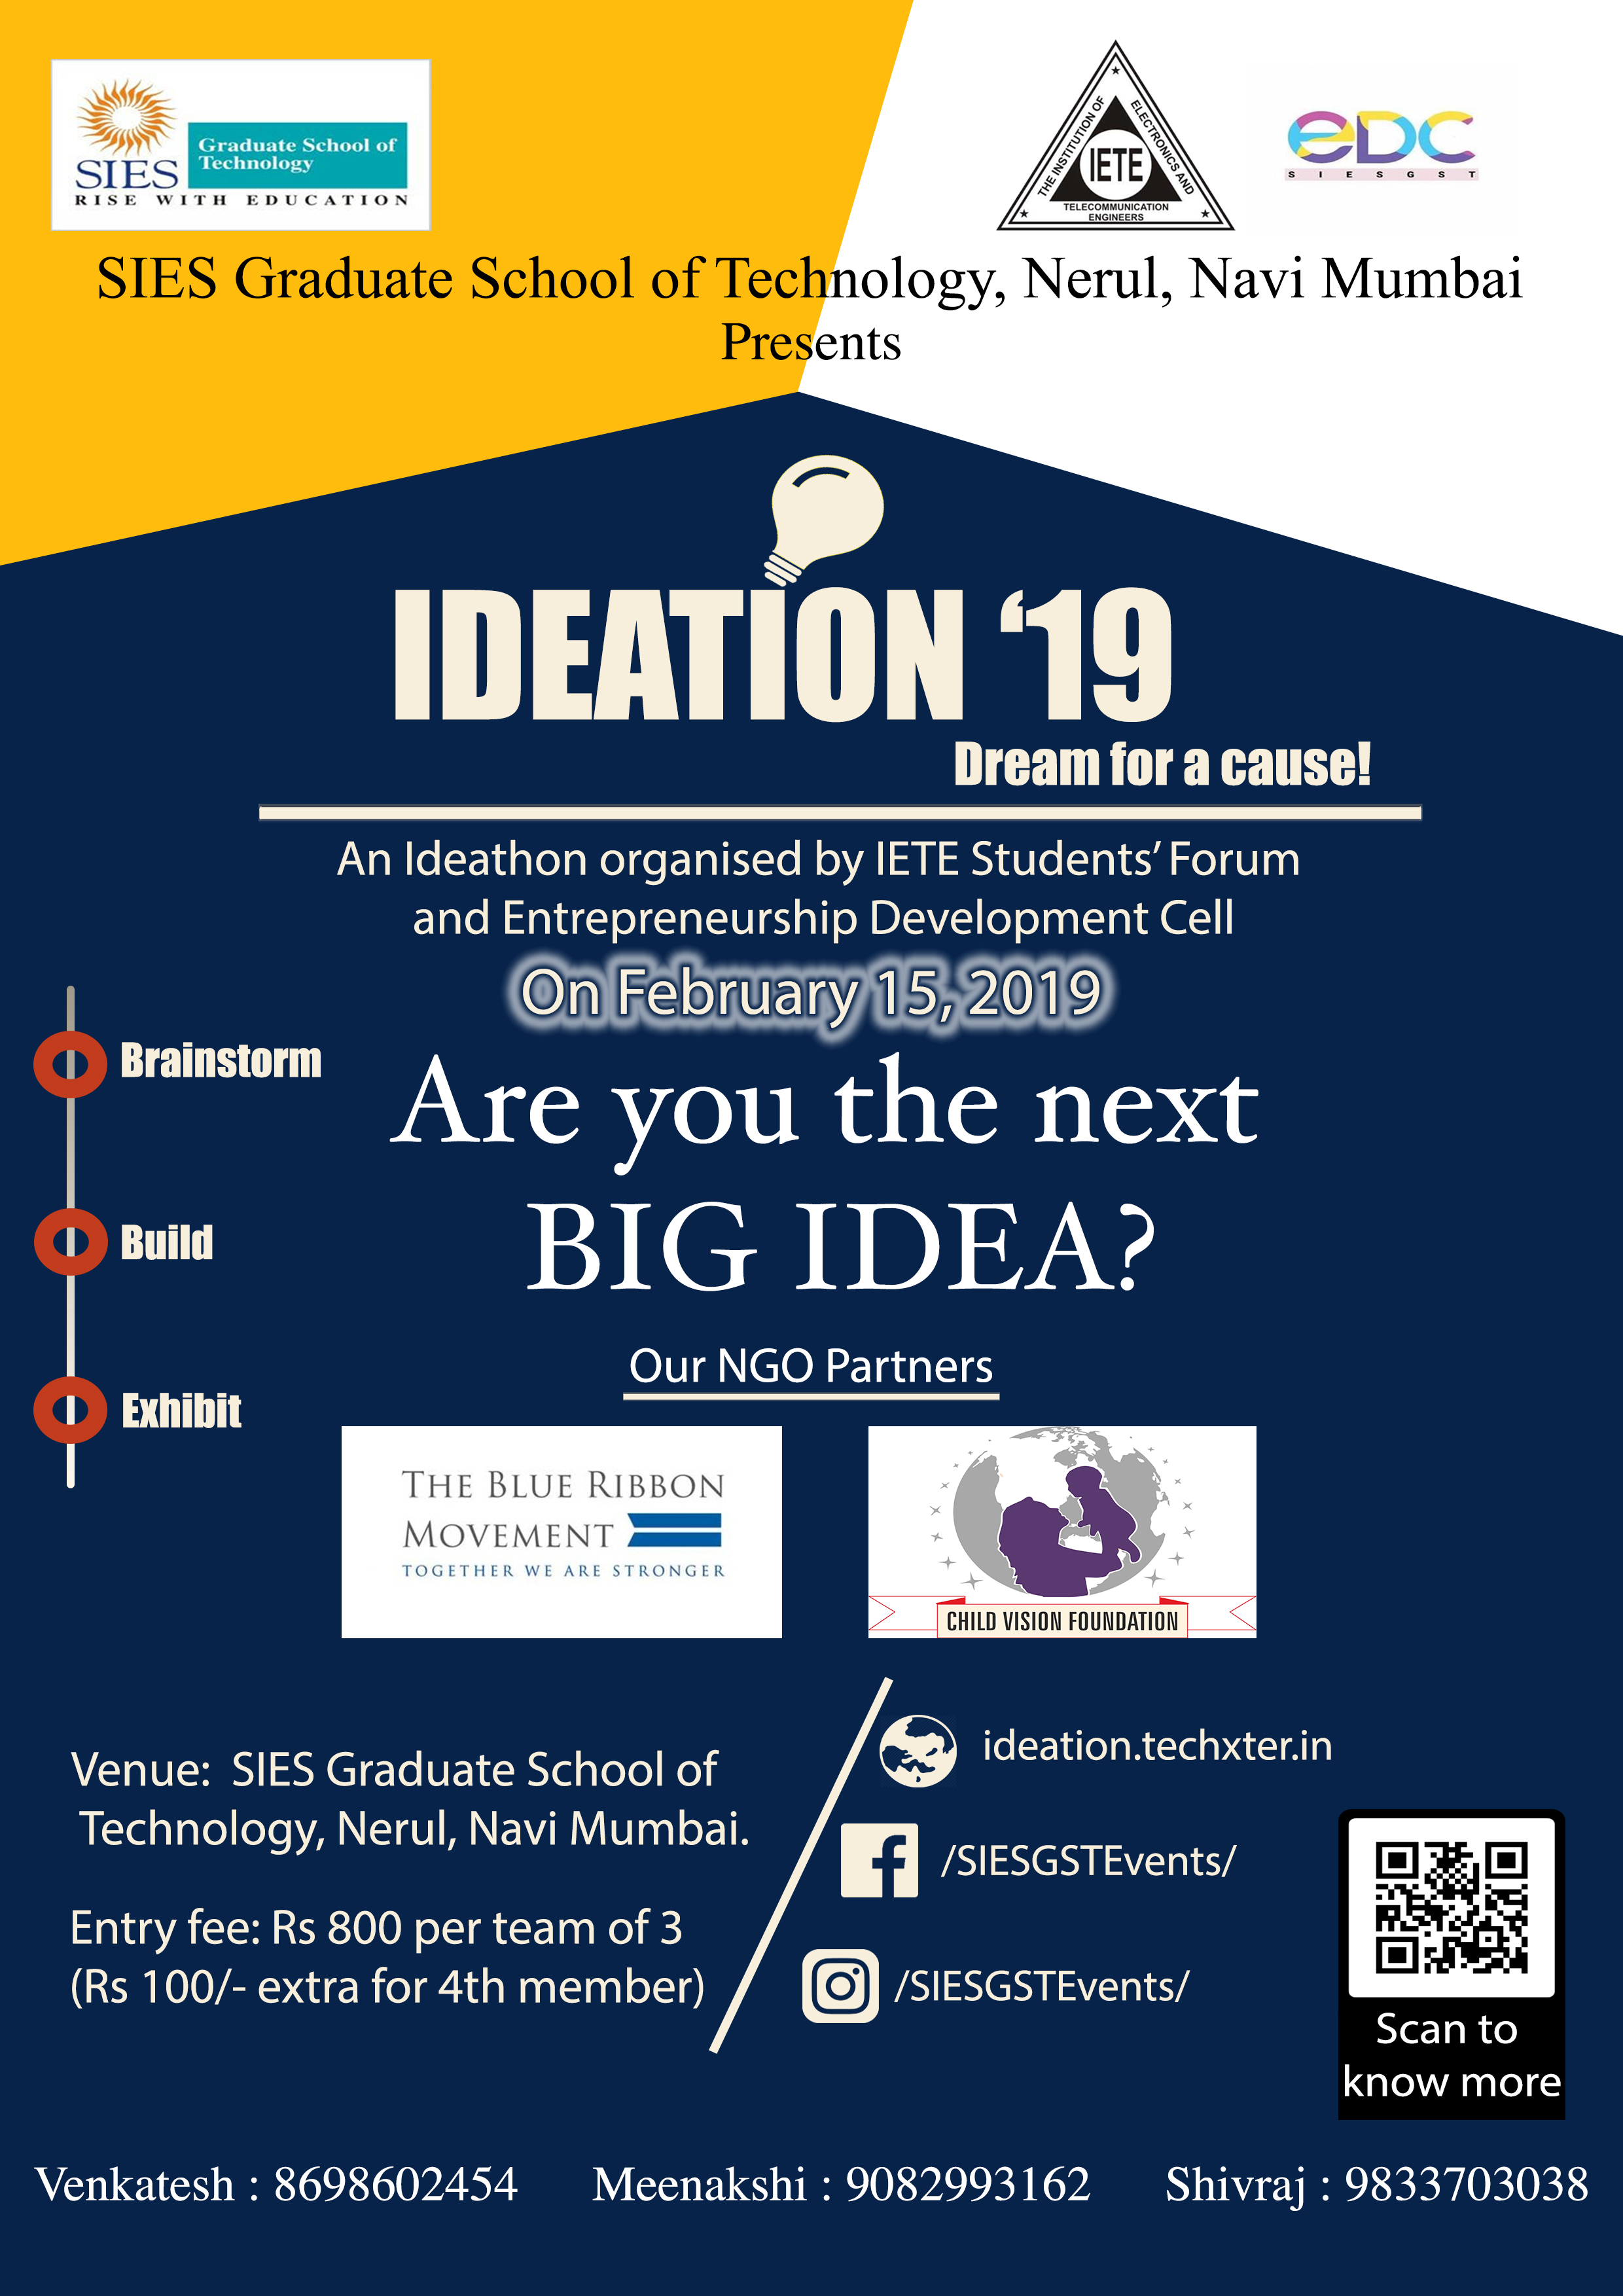 SIES
Graduate School of
Technology
RISE WITH EDUCATION
THE INSTITUTION OF
ELECTRONICS AND
IETE
TELECOMMUNICATION
ENGINEERS
eDC
SIESGST
SIES Graduate School of Technology, Nerul, Navi Mumbai
Presents
IDEATION ‘19
Dream for a cause!
An Ideathon organised by IETE Students’ Forum
and Entrepreneurship Development Cell
On February 15, 2019
Brainstorm
Build
Exhibit
Are you the next
BIG IDEA?
Our NGO Partners
THE BLUE RIBBON
MOVEMENT
TOGETHER WE ARE STRONGER
CHILD VISION FOUNDATION
Venue: SIES Graduate School of
Technology, Nerul, Navi Mumbai.
Entry fee: Rs 800 per team of 3
(Rs 100/- extra for 4th member)
ideation.techxter.in
/SIESGSTEvents/
/SIESGSTEvents/
Scan to
know more
Venkatesh : 8698602454 Meenakshi : 9082993162 Shivraj : 9833703038